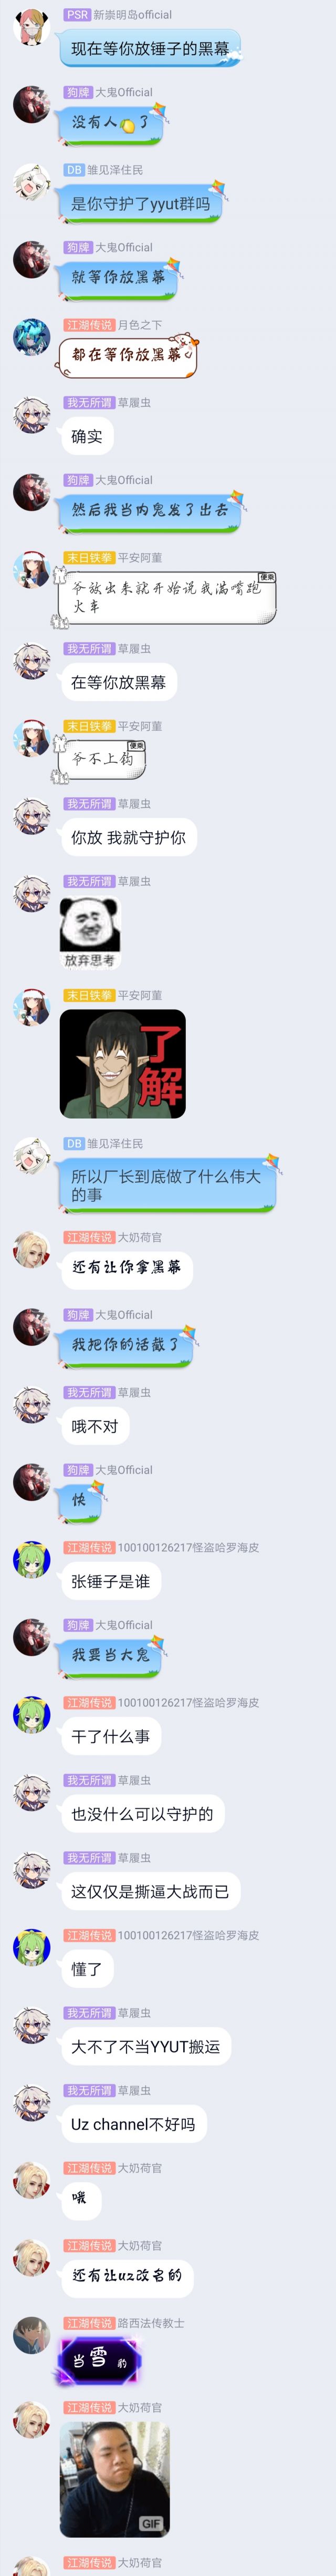 PSR 新崇明岛official
现在等你放锤子的黑幕
狗牌 大鬼Official
没有人🍋了
DB 雏见泽住民
是你守护了yyut群吗
狗牌 大鬼Official
就等你放黑幕
江湖传说 月色之下
都在等你放黑幕
我无所谓 草履虫
确实
狗牌 大鬼Official
然后我当内鬼发了出去
末日铁拳 平安阿董
便乘
爷放出来就开始说我满嘴跑
火车
我无所谓 草履虫
在等你放黑幕
末日铁拳 平安阿董
便乘
爷不上钩
我无所谓 草履虫
你放 我就守护你
我无所谓 草履虫
放弃思考
末日铁拳 平安阿董
了
解
DB 雏见泽住民
所以厂长到底做了什么伟大
的事
江湖传说 大奶荷官
还有让你拿黑幕
狗牌 大鬼Official
我把你的话截了
我无所谓 草履虫
哦不对
狗牌 大鬼Official
快
江湖传说 100100126217怪盗哈罗海皮
张锤子是谁
狗牌 大鬼Official
我要当大鬼
江湖传说 100100126217怪盗哈罗海皮
干了什么事
我无所谓 草履虫
也没什么可以守护的
我无所谓 草履虫
这仅仅是撕逼大战而已
江湖传说 100100126217怪盗哈罗海皮
懂了
我无所谓 草履虫
大不了不当YYUT搬运
我无所谓 草履虫
Uz channel不好吗
江湖传说 大奶荷官
哦
江湖传说 大奶荷官
还有让uz改名的
江湖传说 路西法传教士
当雪豹
江湖传说 大奶荷官
GIF
江湖传说 大奶荷官